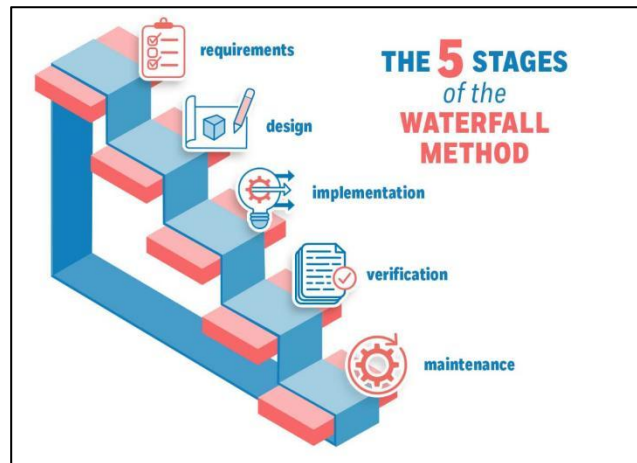 THE 5 STAGES
of the
WATERFALL
METHOD
requirements
design
implementation
verification
maintenance